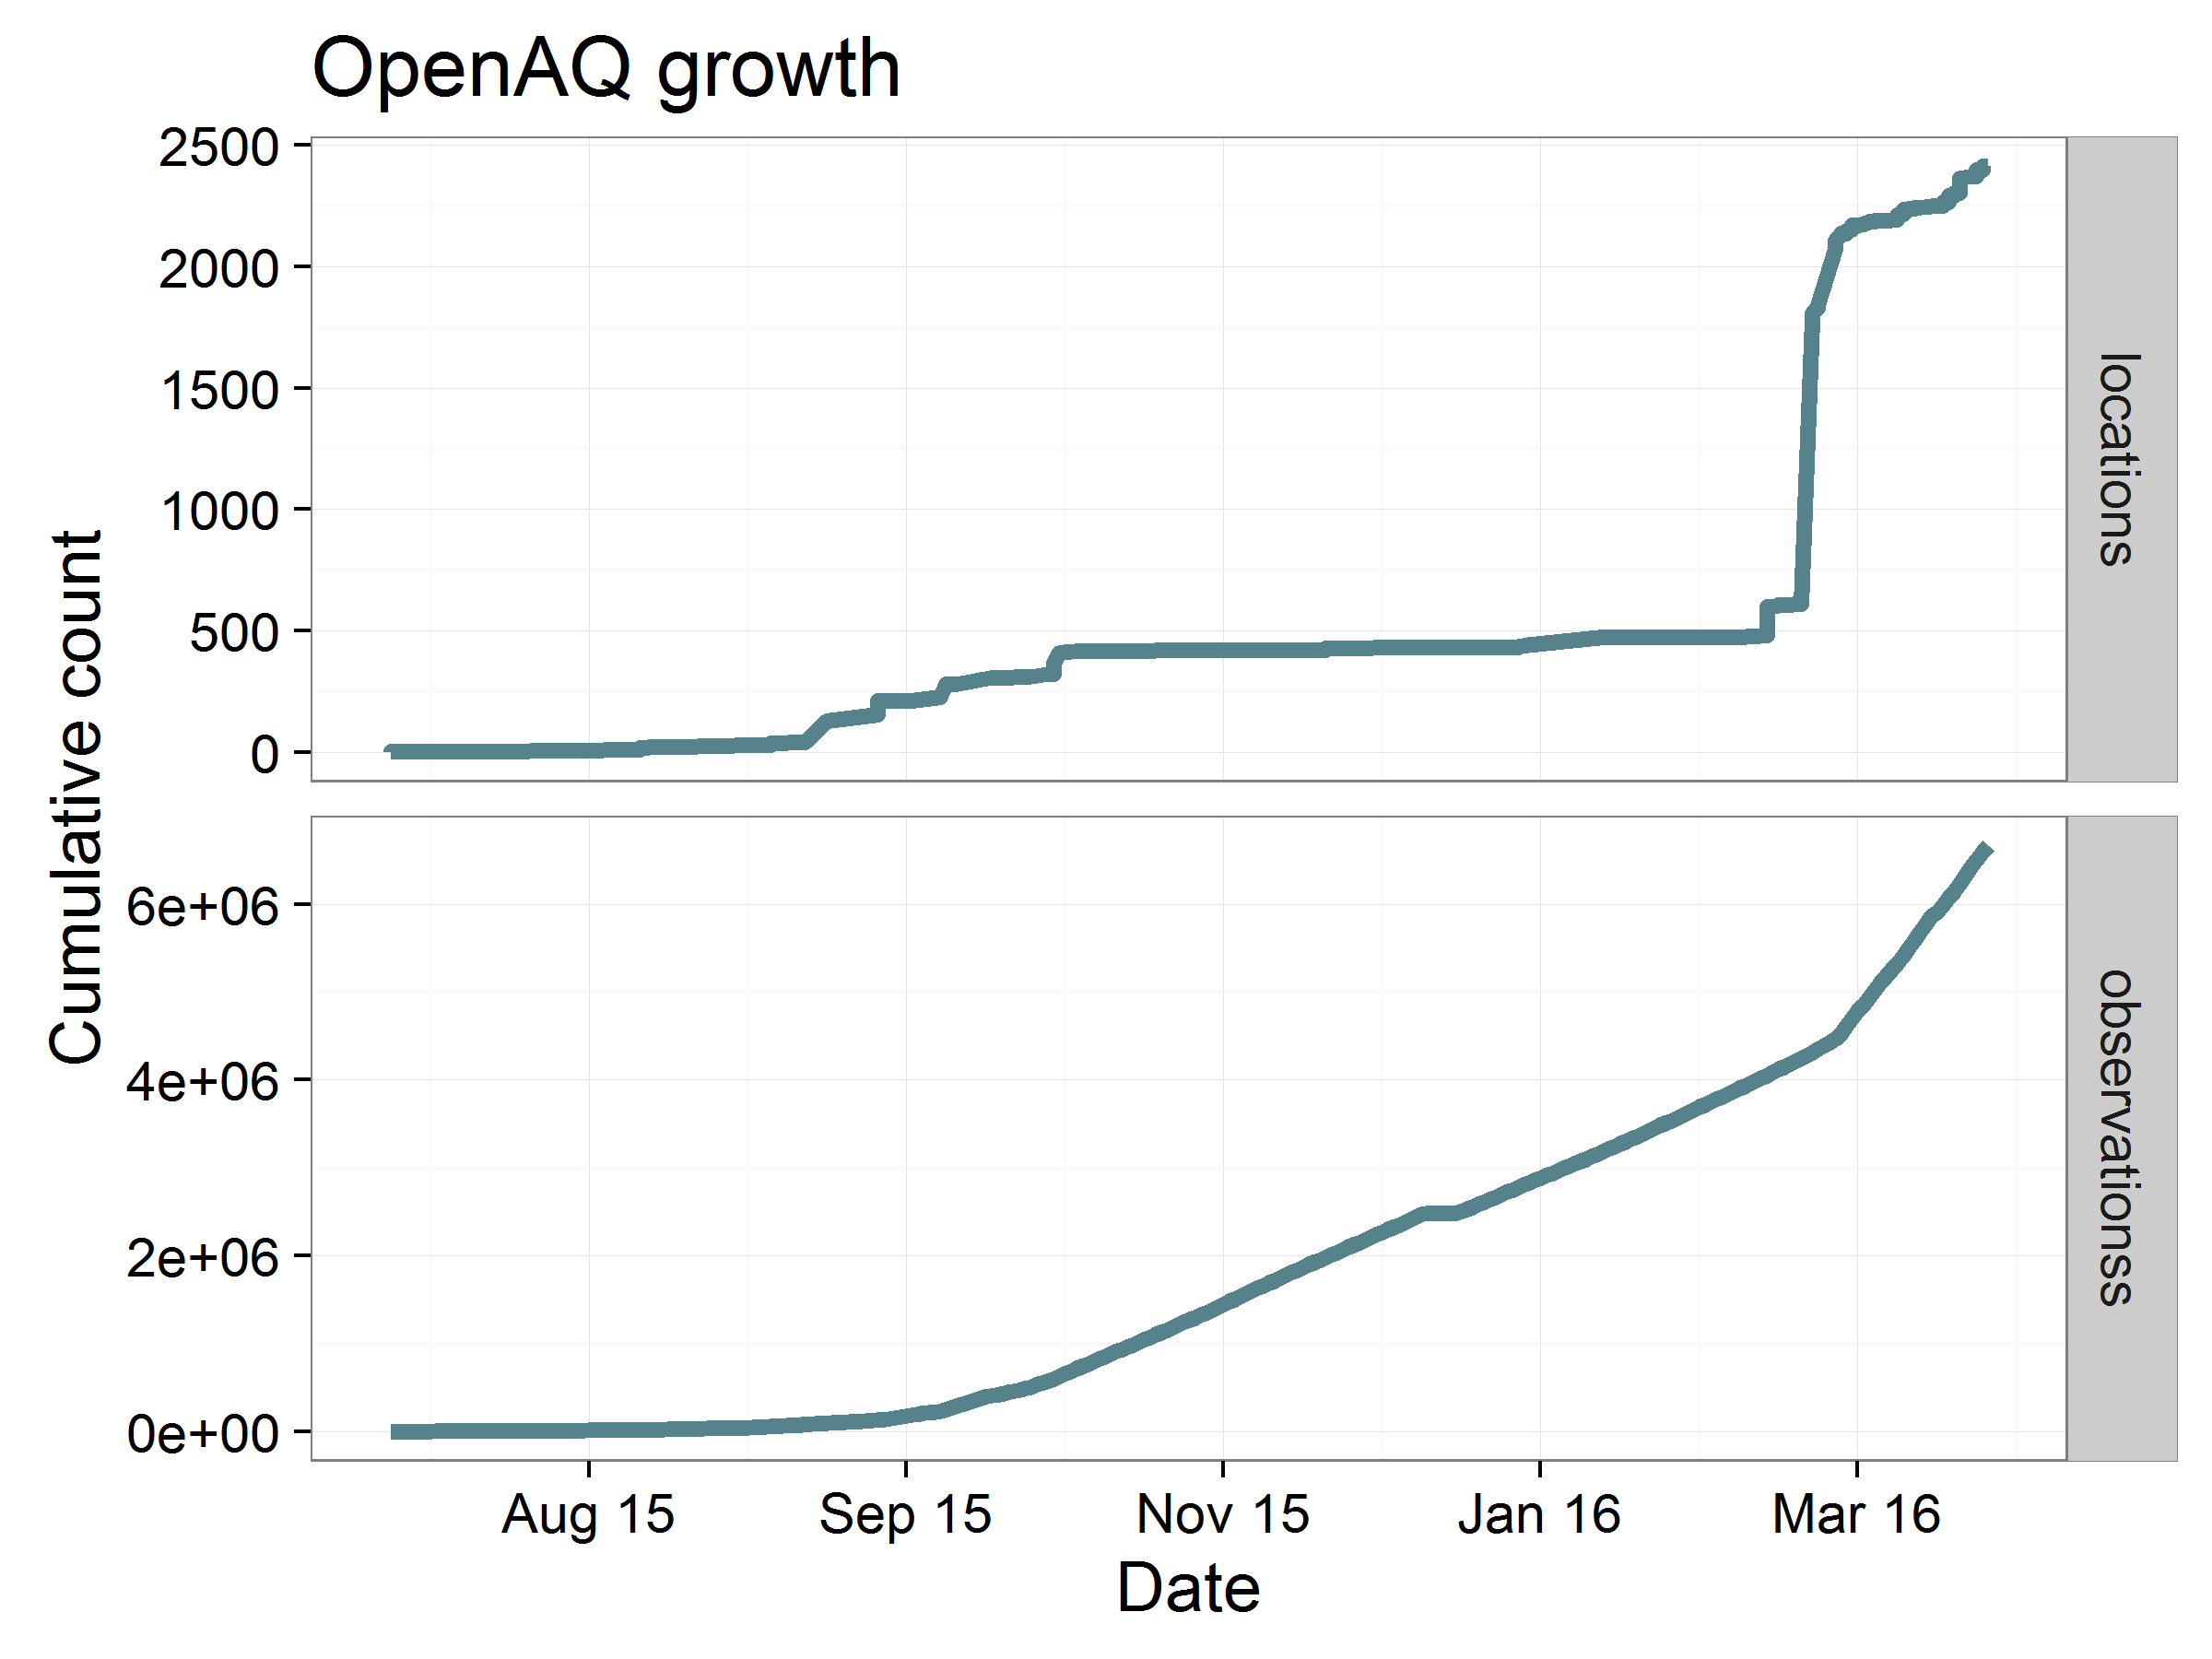 OpenAQ growth
Cumulative count
2500
2000
1500
1000
500
0
locations
6e+06
4e+06
2e+06
0e+00
observationss
Aug 15
Sep 15
Nov 15
Jan 16
Mar 16
Date